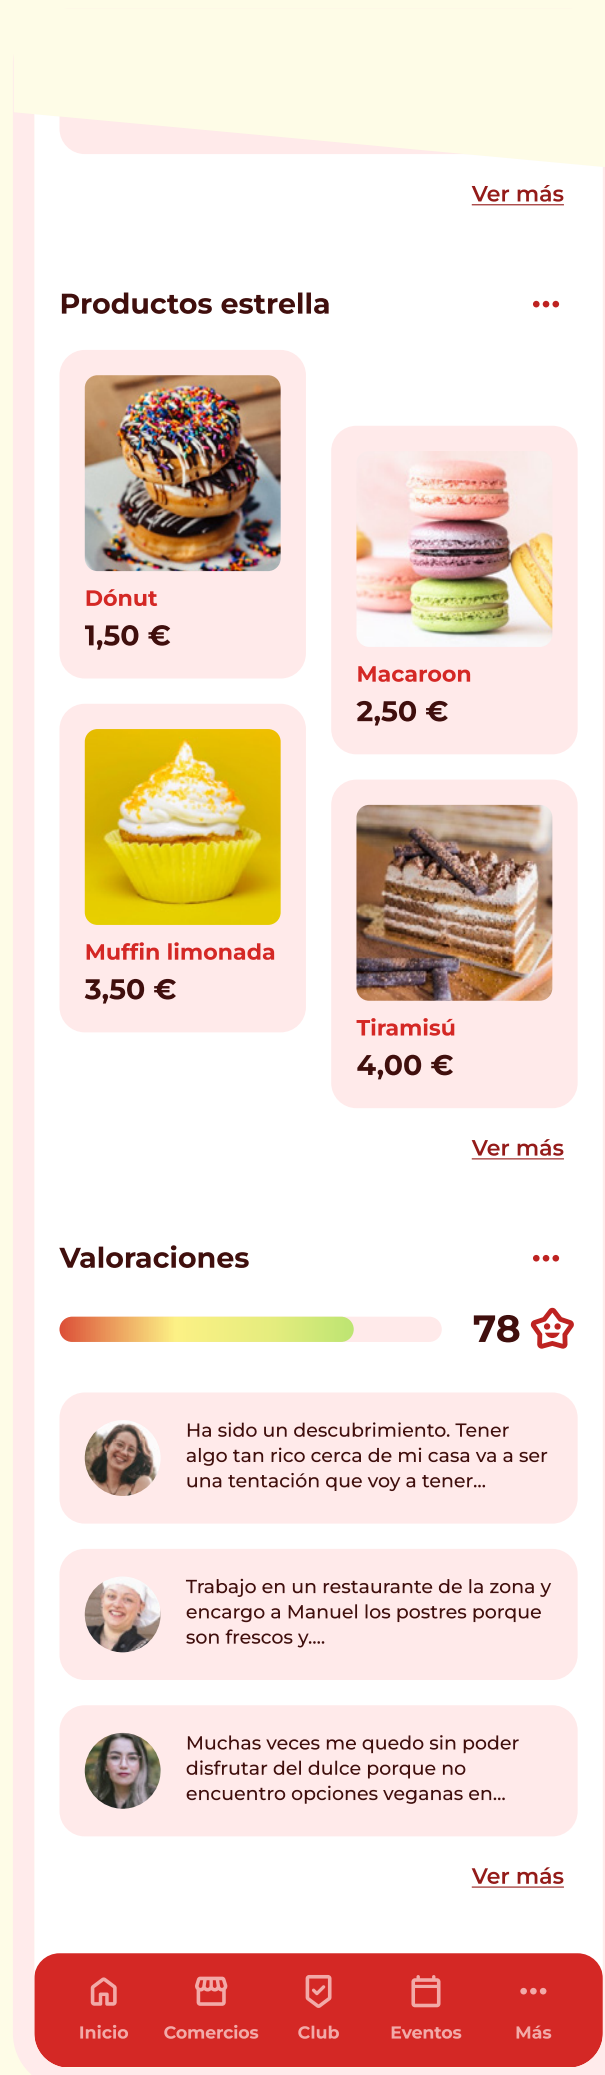 Ver más
Productos estrella
Dónut
1,50 €
Macaroon
2,50 €
Muffin limonada
3,50 €
Tiramisú
4,00 €
Ver más
Valoraciones
78
Ha sido un descubrimiento. Tener
algo tan rico cerca de mi casa va a ser
una tentación que voy a tener...
Trabajo en un restaurante de la zona y
encargo a Manuel los postres porque
son frescos y....
Muchas veces me quedo sin poder
disfrutar del dulce porque no
encuentro opciones veganas en...
Ver más
Inicio
Comercios
Club
Eventos
Más